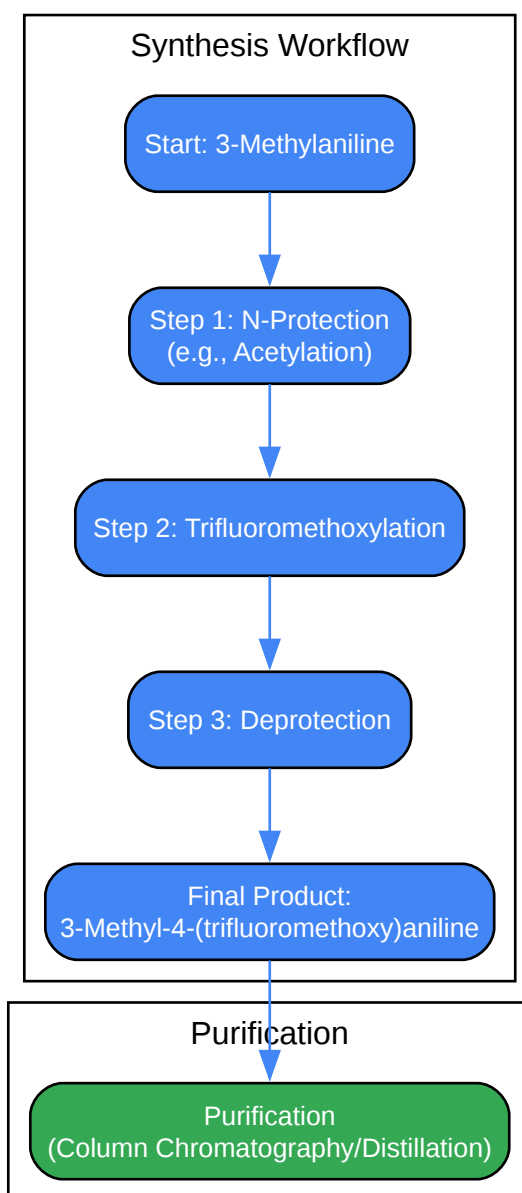 Synthesis Workflow
Start: 3-Methylaniline
Step 1: N-Protection
(e.g., Acetylation)
Step 2: Trifluoromethoxylation
Step 3: Deprotection
Final Product:
3-Methyl-4-(trifluoromethoxy)aniline
Purification
Purification
(Column Chromatography/Distillation)